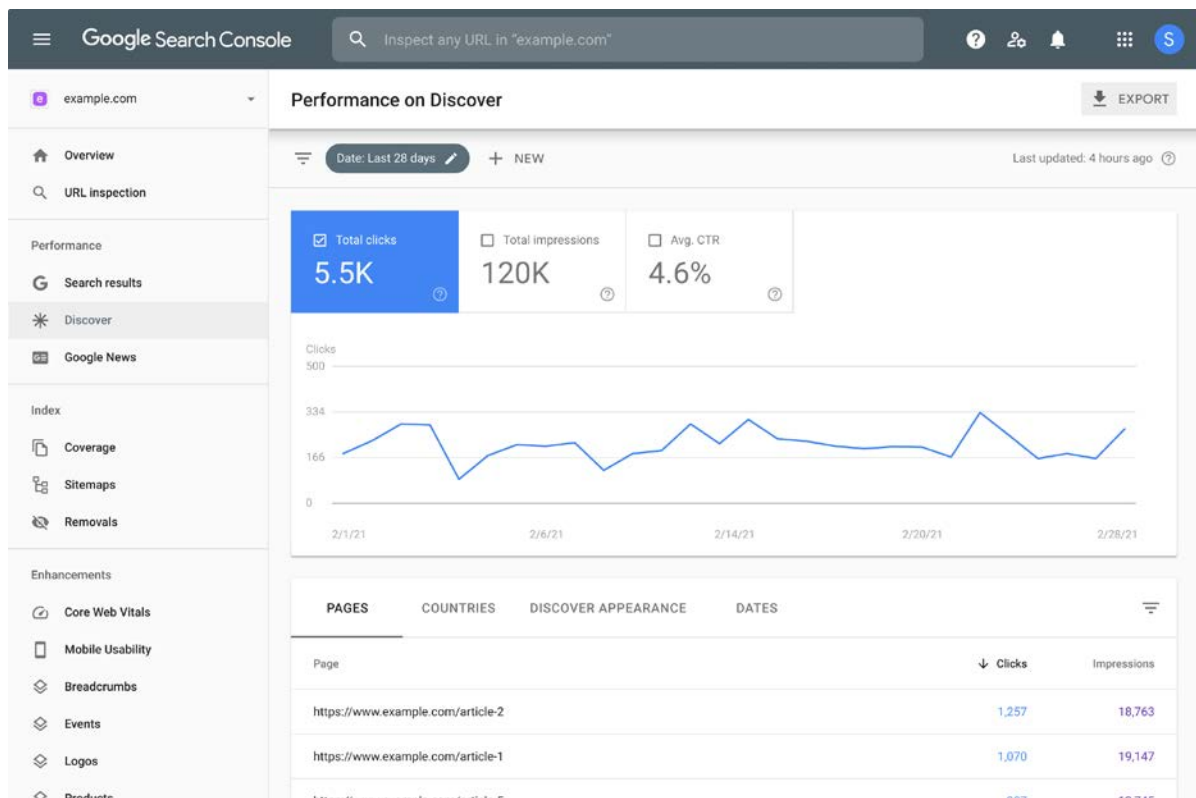 Google Search Console
Inspect any URL in "example.com"
S
e
example.com
Performance on Discover
EXPORT
Overview
URL inspection
Date: Last 28 days
NEW
Last updated: 4 hours ago
Performance
G Search results
Discover
Google News
Index
Coverage
Sitemaps
Removals
Enhancements
Core Web Vitals
Mobile Usability
Breadcrumbs
Events
Logos
Products
Total clicks
5.5K
Total impressions
120K
Avg. CTR
4.6%
Clicks
500
334
166
0
2/1/21 2/6/21 2/14/21 2/20/21 2/28/21
PAGES COUNTRIES DISCOVER APPEARANCE DATES
Page Clicks Impressions
https://www.example.com/article-2 1,257 18,763
https://www.example.com/article-1 1,070 19,147